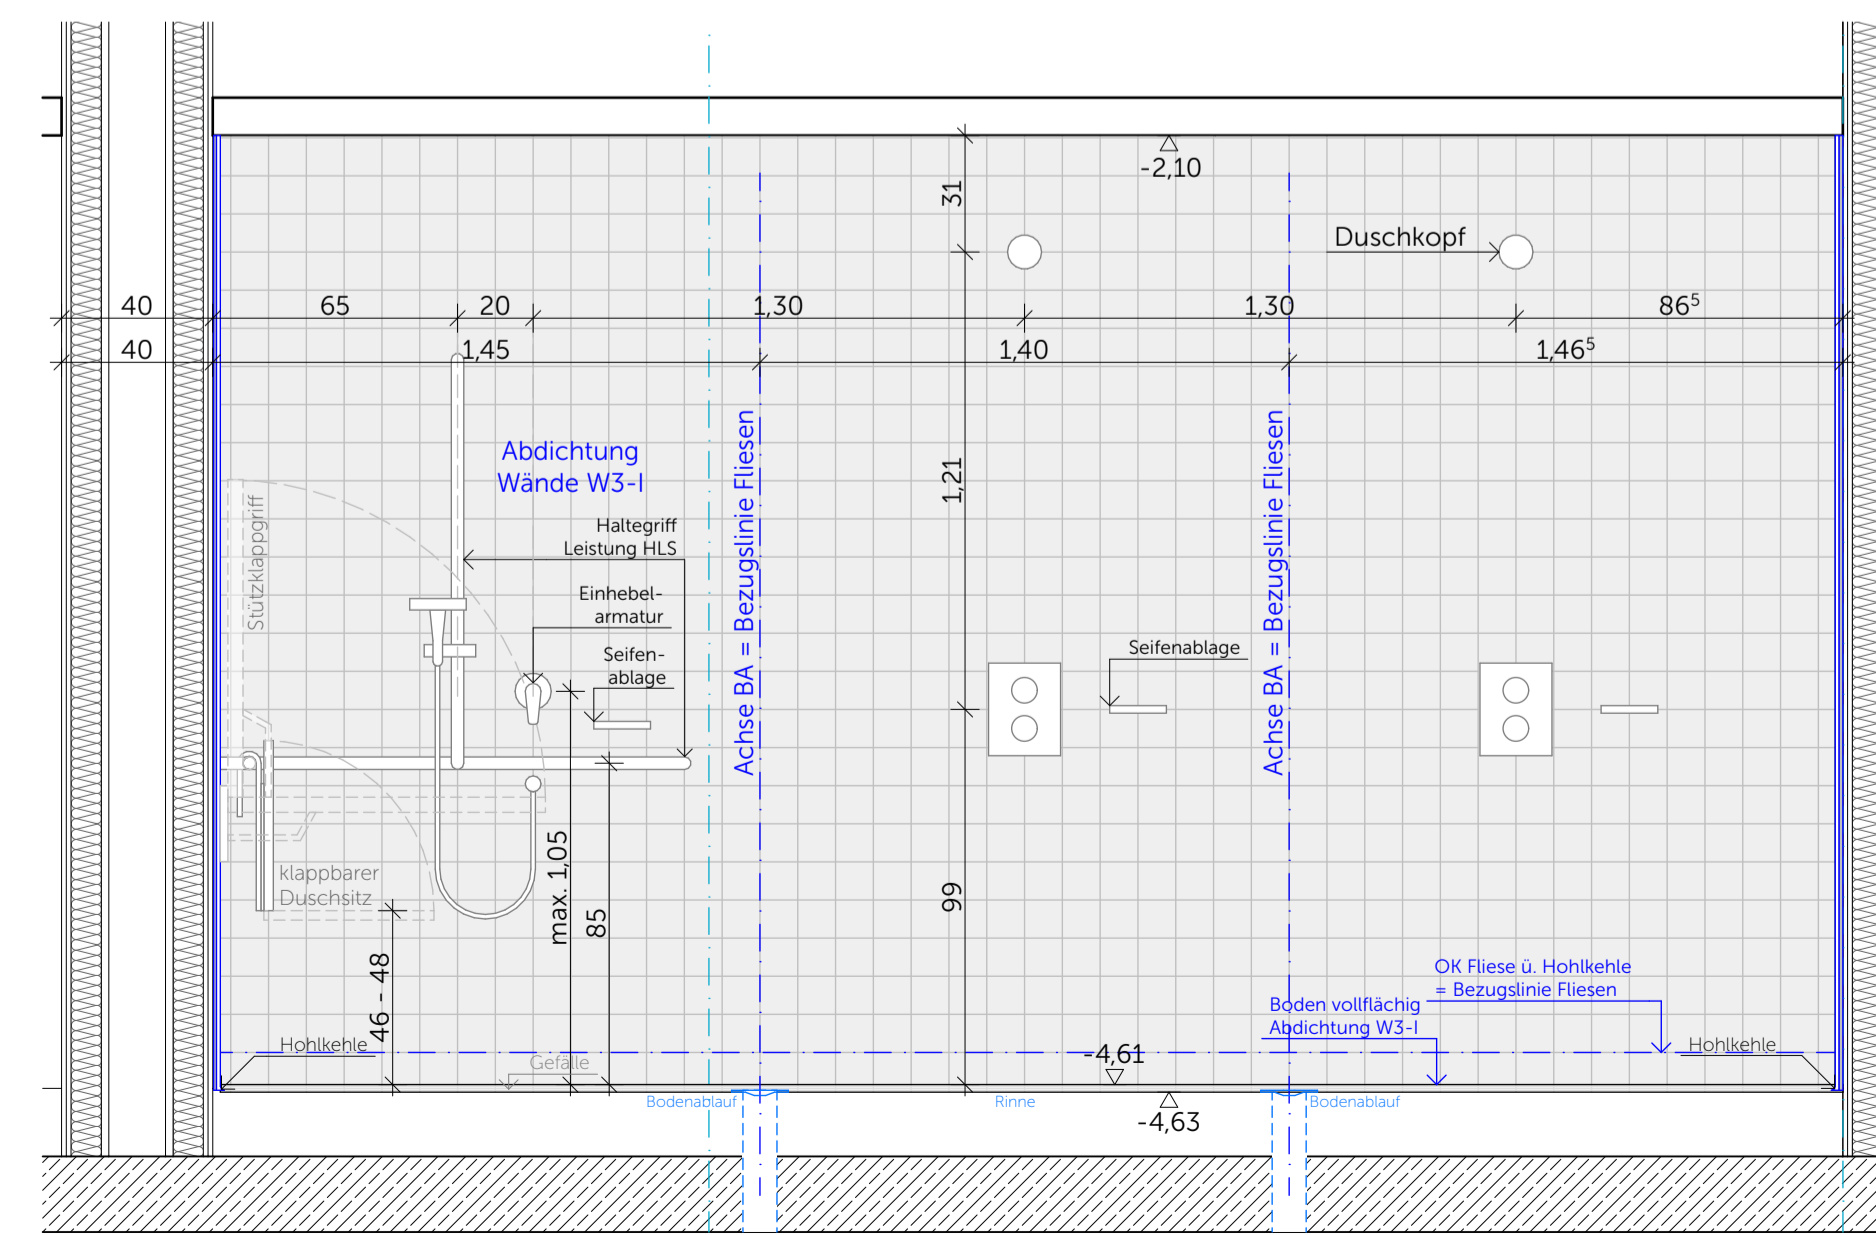 -2,10
31
Duschkopf
40
65
20
1,30
1,30
86⁵
40
1,45
1,40
1,46⁵
Abdichtung
Wände W3-I
Achse BA = Bezugslinie Fliesen
Achse BA = Bezugslinie Fliesen
1,21
Stützklappgriff
Haltegriff
Leistung HLS
Einhebel-
armatur
Seifen-
ablage
Seifenablage
klappbarer
Duschsitz
max. 1,05
85
99
46 - 48
OK Fliese ü. Hohlkehle
= Bezugslinie Fliesen
Boden vollflächig
Abdichtung W3-I
Hohlkehle
Gefälle
-4,61
Hohlkehle
Bodenablauf
Rinne
Bodenablauf
-4,63